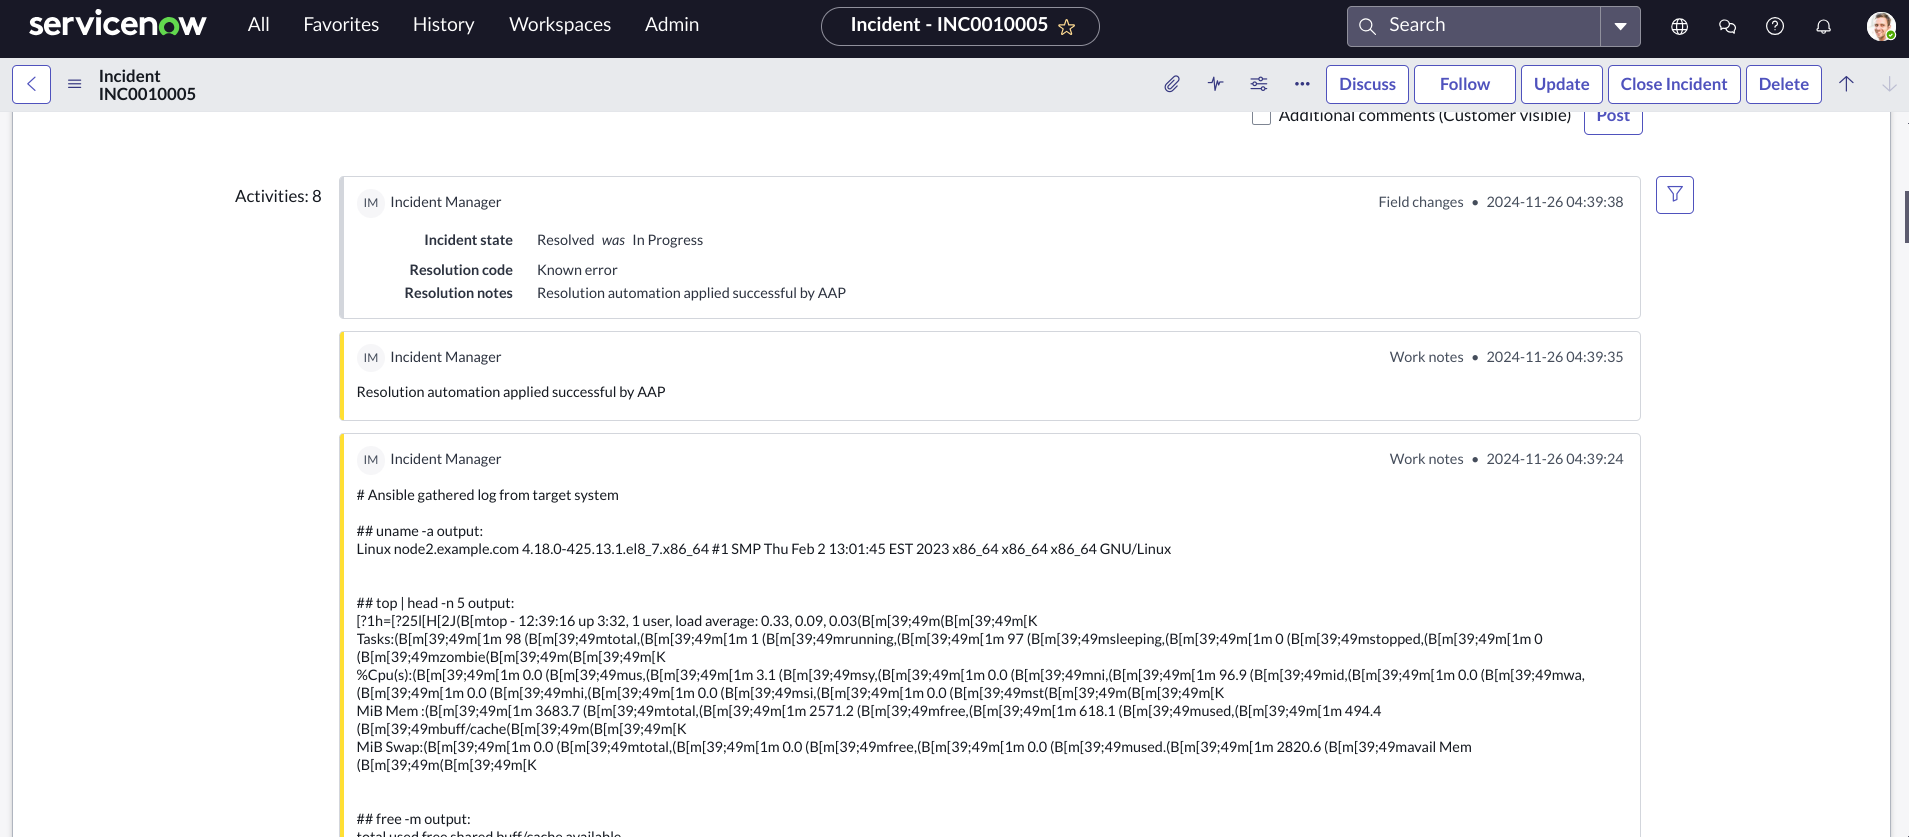 servicenow
All
Favorites
History
Workspaces
Admin
Incident - INC0010005
Search
Incident
INC0010005
Discuss
Follow
Update
Close Incident
Delete
Additional comments (Customer visible)
Post
Activities: 8
IM Incident Manager
Field changes • 2024-11-26 04:39:38
Incident state Resolved was In Progress
Resolution code Known error
Resolution notes Resolution automation applied successful by AAP
IM Incident Manager
Work notes • 2024-11-26 04:39:35
Resolution automation applied successful by AAP
IM Incident Manager
Work notes • 2024-11-26 04:39:24
# Ansible gathered log from target system
## uname -a output:
Linux node2.example.com 4.18.0-425.13.1.el8_7.x86_64 #1 SMP Thu Feb 2 13:01:45 EST 2023 x86_64 x86_64 x86_64 GNU/Linux
## top | head -n 5 output:
[?1h=[?25l[H[2J(B[mtop - 12:39:16 up 3:32, 1 user, load average: 0.33, 0.09, 0.03(B[m[39;49m(B[m[39;49m[K
Tasks:(B[m[39;49m[1m 98 (B[m[39;49mtotal,(B[m[39;49m[1m 1 (B[m[39;49mrunning,(B[m[39;49m[1m 97 (B[m[39;49msleeping,(B[m[39;49m[1m 0 (B[m[39;49mstopped,(B[m[39;49m[1m 0
(B[m[39;49mzombie(B[m[39;49m(B[m[39;49m[K
%Cpu(s):(B[m[39;49m[1m 0.0 (B[m[39;49mus,(B[m[39;49m[1m 3.1 (B[m[39;49msy,(B[m[39;49m[1m 0.0 (B[m[39;49mni,(B[m[39;49m[1m 96.9 (B[m[39;49mid,(B[m[39;49m[1m 0.0 (B[m[39;49mwa,
(B[m[39;49m[1m 0.0 (B[m[39;49mhi,(B[m[39;49m[1m 0.0 (B[m[39;49msi,(B[m[39;49m[1m 0.0 (B[m[39;49mst(B[m[39;49m(B[m[39;49m[K
MiB Mem :(B[m[39;49m[1m 3683.7 (B[m[39;49mtotal,(B[m[39;49m[1m 2571.2 (B[m[39;49mfree,(B[m[39;49m[1m 618.1 (B[m[39;49mused,(B[m[39;49m[1m 494.4
(B[m[39;49mbuff/cache(B[m[39;49m(B[m[39;49m[K
MiB Swap:(B[m[39;49m[1m 0.0 (B[m[39;49mtotal,(B[m[39;49m[1m 0.0 (B[m[39;49mfree,(B[m[39;49m[1m 0.0 (B[m[39;49mused.(B[m[39;49m[1m 2820.6 (B[m[39;49mavail Mem
(B[m[39;49m(B[m[39;49m[K
## free -m output:
total used free shared buff/cache available